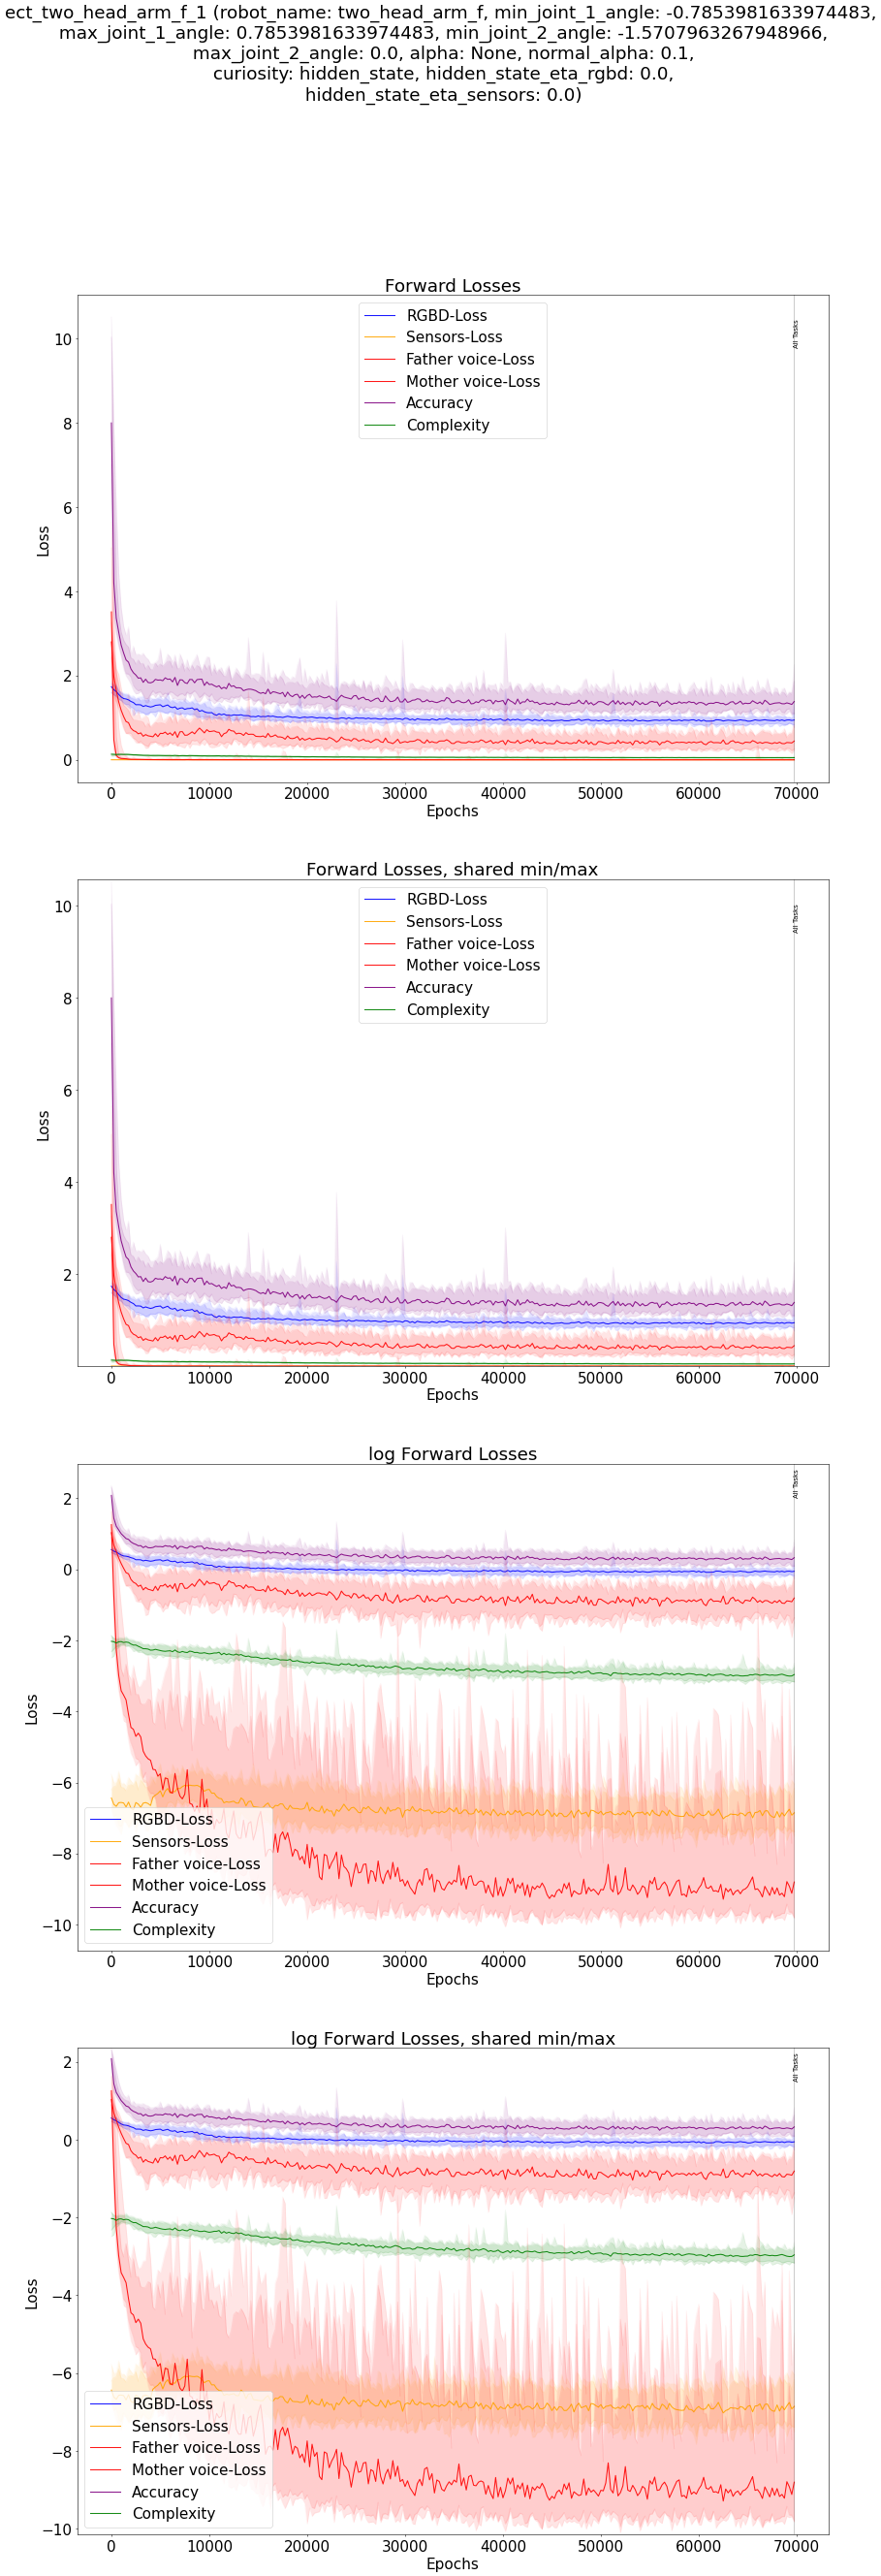 ect_two_head_arm_f_1 (robot_name: two_head_arm_f, min_joint_1_angle: -0.7853981633974483,
max_joint_1_angle: 0.7853981633974483, min_joint_2_angle: -1.5707963267948966,
max_joint_2_angle: 0.0, alpha: None, normal_alpha: 0.1,
curiosity: hidden_state, hidden_state_eta_rgbd: 0.0,
hidden_state_eta_sensors: 0.0)
Forward Losses
RGBD-Loss
Sensors-Loss
Father voice-Loss
Mother voice-Loss
Accuracy
Complexity
All Tasks
10
8
6
4
2
0
Loss
0 10000 20000 30000 40000 50000 60000 70000
Epochs
Forward Losses, shared min/max
RGBD-Loss
Sensors-Loss
Father voice-Loss
Mother voice-Loss
Accuracy
Complexity
All Tasks
10
8
6
4
2
Loss
0 10000 20000 30000 40000 50000 60000 70000
Epochs
log Forward Losses
All Tasks
2
0
−2
−4
−6
−8
−10
Loss
RGBD-Loss
Sensors-Loss
Father voice-Loss
Mother voice-Loss
Accuracy
Complexity
0 10000 20000 30000 40000 50000 60000 70000
Epochs
log Forward Losses, shared min/max
All Tasks
2
0
−2
−4
−6
−8
−10
Loss
RGBD-Loss
Sensors-Loss
Father voice-Loss
Mother voice-Loss
Accuracy
Complexity
0 10000 20000 30000 40000 50000 60000 70000
Epochs